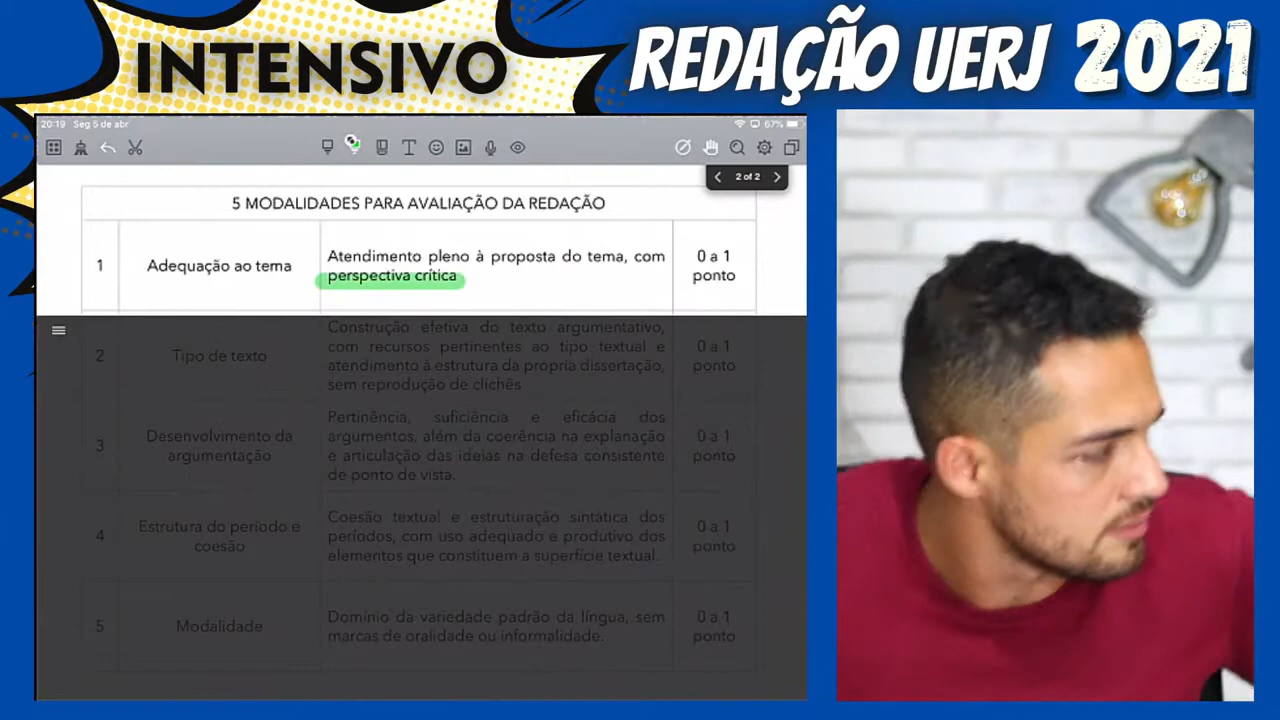 INTENSIVO
REDAÇÃO UERJ 2021
20:19 Seg 5 de abr
67%
2 of 2
5 MODALIDADES PARA AVALIAÇÃO DA REDAÇÃO
1
Adequação ao tema
Atendimento pleno à proposta do tema, com
perspectiva crítica
0 a 1
ponto
2
Tipo de texto
Construção efetiva do texto argumentativo,
com recursos pertinentes ao tipo textual e
atendimento à estrutura da própria dissertação,
sem reprodução de clichês
0 a 1
ponto
3
Desenvolvimento da
argumentação
Pertinência, suficiência e eficácia dos
argumentos, além da coerência na explanação
e articulação das ideias na defesa consistente
de ponto de vista.
0 a 1
ponto
4
Estrutura do período e
coesão
Coesão textual e estruturação sintática dos
períodos, com uso adequado e produtivo dos
elementos que constituem a superfície textual.
0 a 1
ponto
5
Modalidade
Domínio da variedade padrão da língua, sem
marcas de oralidade ou informalidade.
0 a 1
ponto